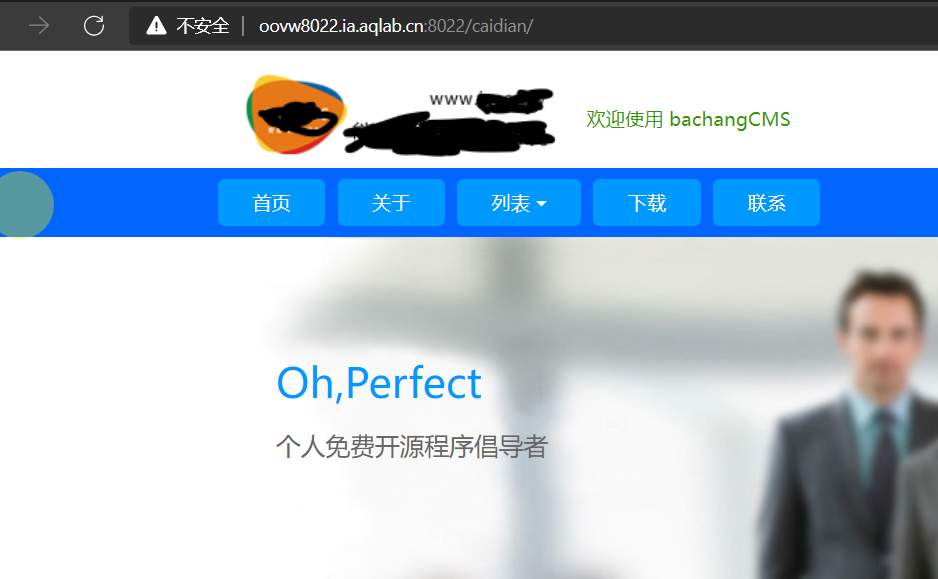 不安全 | oovw8022.ia.aqlab.cn:8022/caidian/
www.
欢迎使用 bachangCMS
首页 关于 列表 下载 联系
Oh,Perfect
个人免费开源程序倡导者